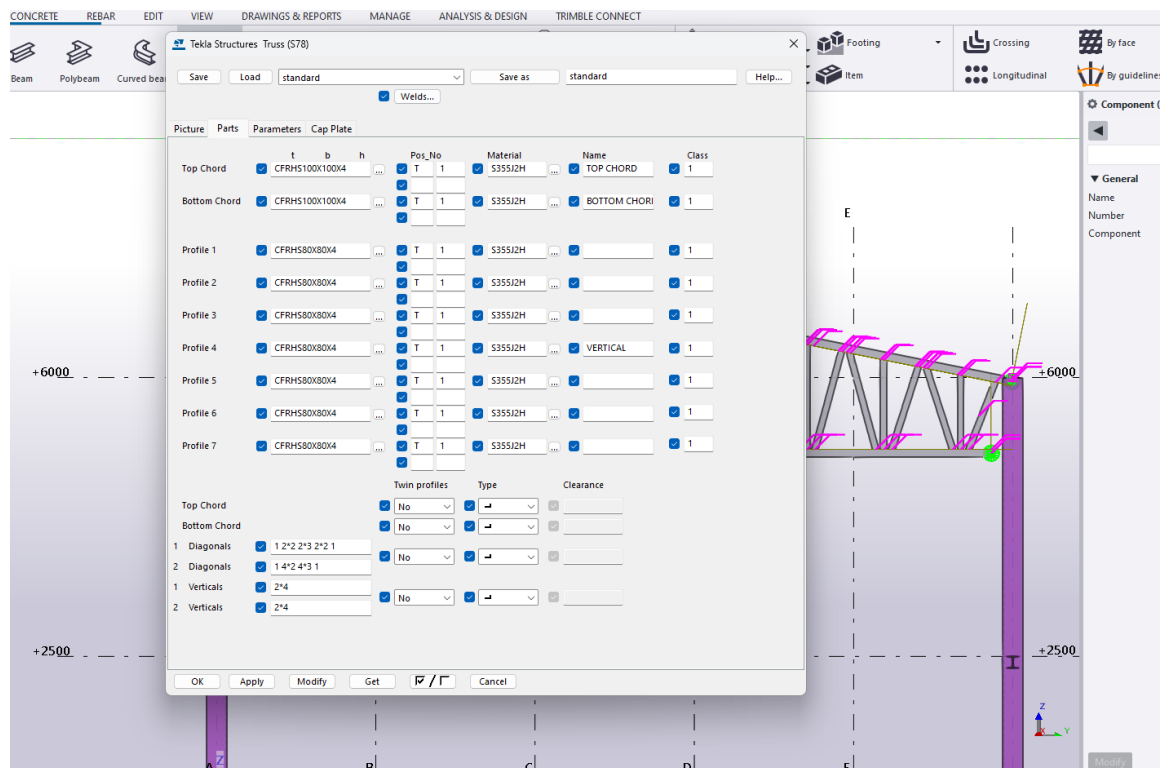 CONCRETE REBAR EDIT VIEW DRAWINGS & REPORTS MANAGE ANALYSIS & DESIGN TRIMBLE CONNECT
Beam Polybeam Curved bea
Footing Crossing By face
Item Longitudinal By guidelines
Tekla Structures Truss (S78)
Save Load standard Save as standard Help...
Welds...
Picture Parts Parameters Cap Plate
t b h Pos_No Material Name Class
Top Chord CFRHS100X100X4 ... T 1 S355J2H ... TOP CHORD 1
Bottom Chord CFRHS100X100X4 ... T 1 S355J2H ... BOTTOM CHORI 1
Profile 1 CFRHS80X80X4 ... T 1 S355J2H ... 1
Profile 2 CFRHS80X80X4 ... T 1 S355J2H ... 1
Profile 3 CFRHS80X80X4 ... T 1 S355J2H ... 1
Profile 4 CFRHS80X80X4 ... T 1 S355J2H ... VERTICAL 1
Profile 5 CFRHS80X80X4 ... T 1 S355J2H ... 1
Profile 6 CFRHS80X80X4 ... T 1 S355J2H ... 1
Profile 7 CFRHS80X80X4 ... T 1 S355J2H ... 1
Twin profiles Type Clearance
Top Chord No
Bottom Chord No
1 Diagonals 1 2*2 2*3 2*2 1 No
2 Diagonals 1 4*2 4*3 1
1 Verticals 2*4 No
2 Verticals 2*4
OK Apply Modify Get / Cancel
Component (
General
Name
Number
Component
E
+6000 +6000
+2500 +2500
Z
Y
X
A Z B C D E
Modify